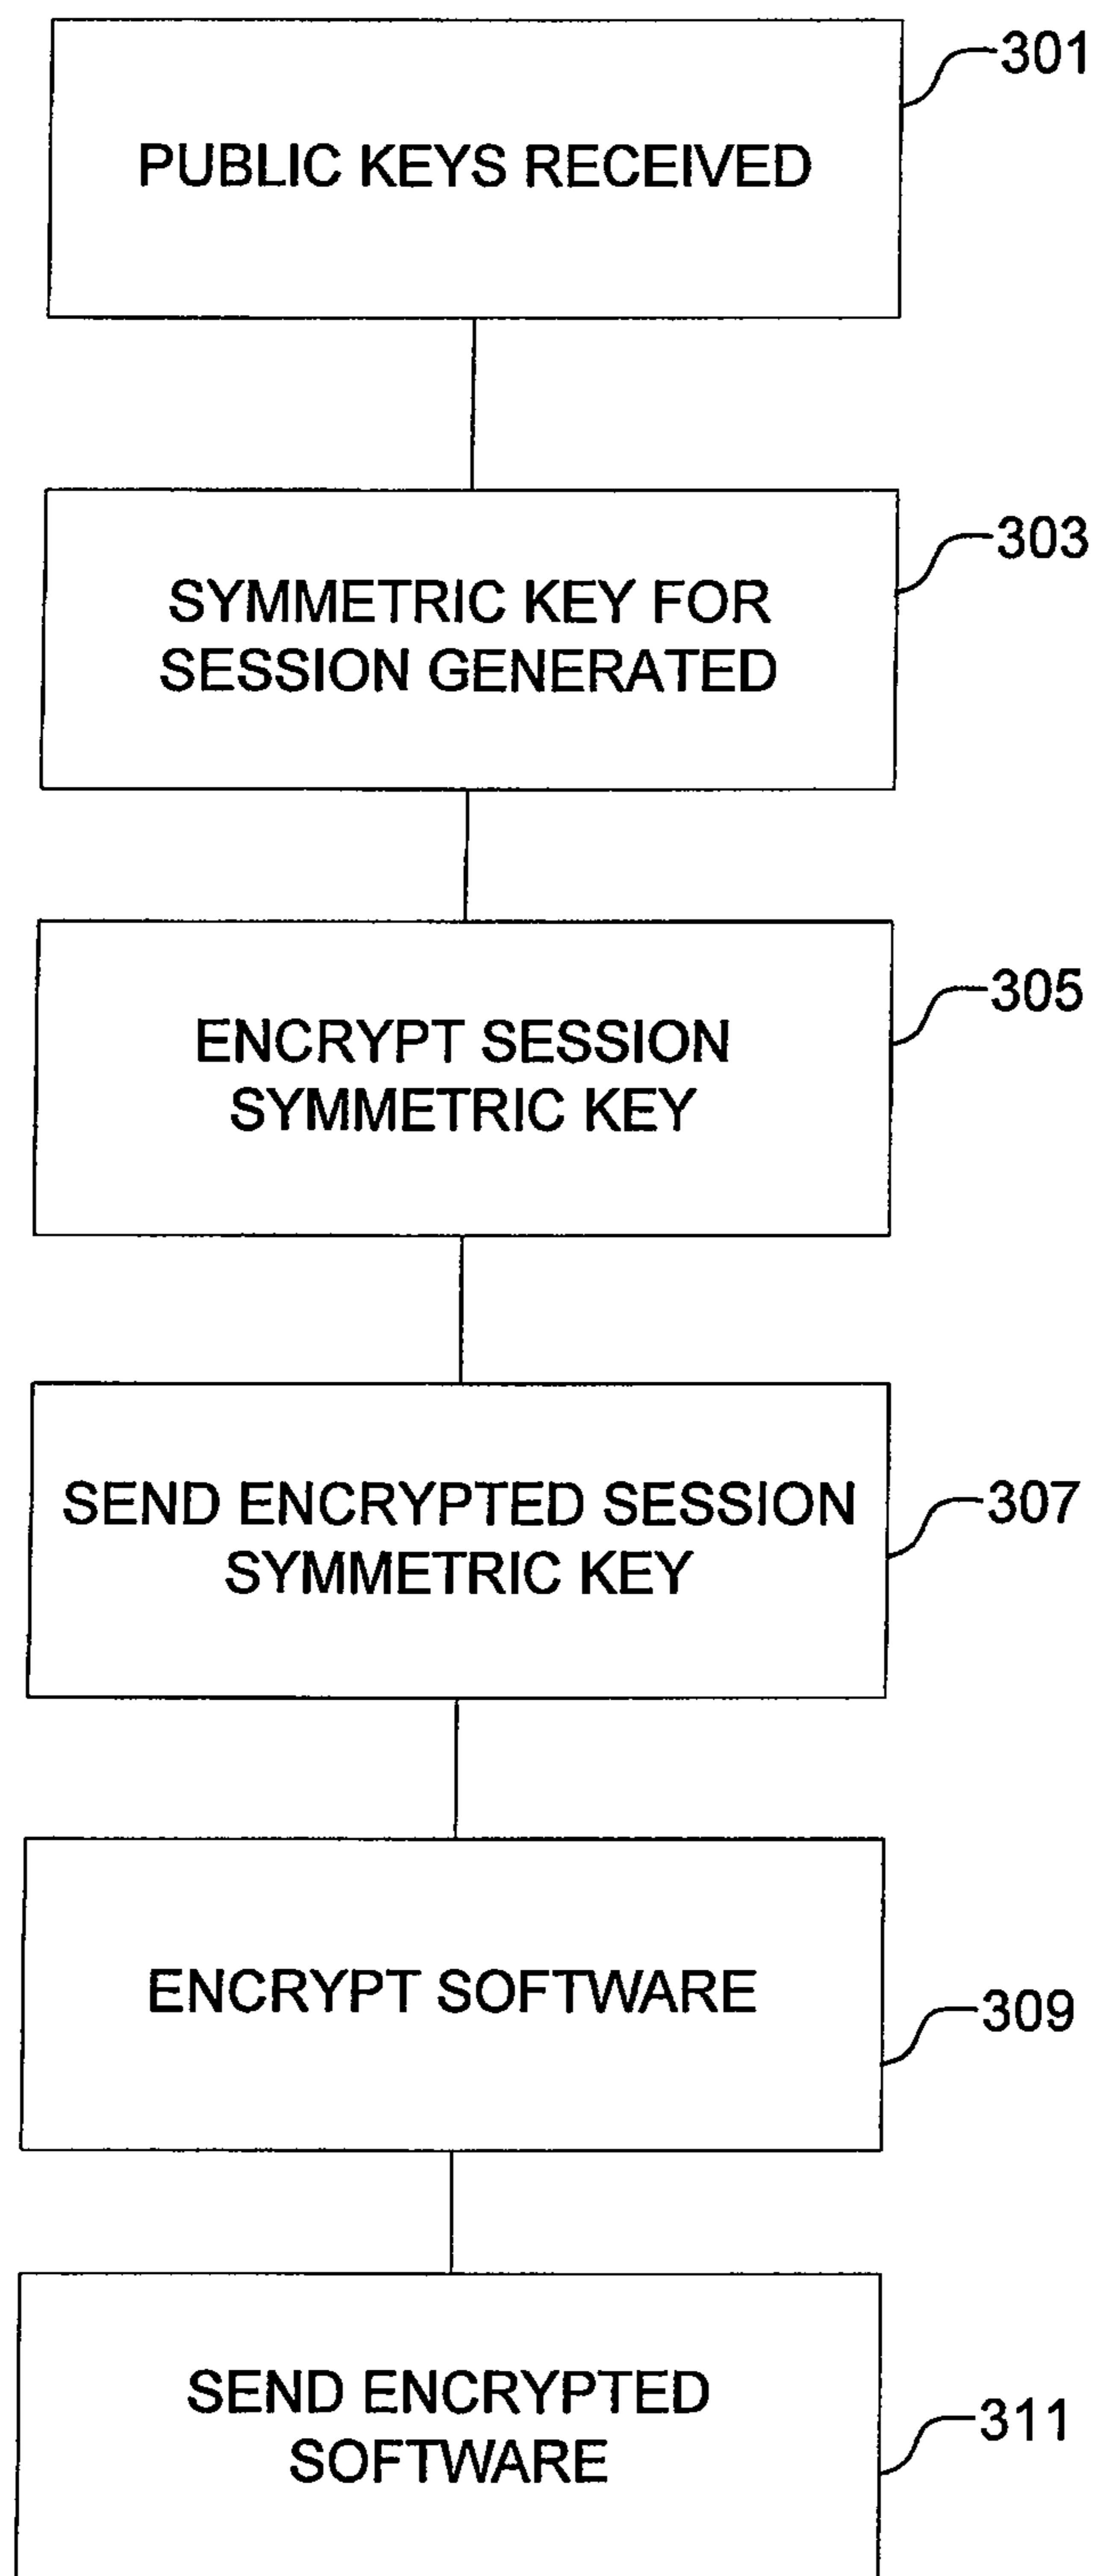 301
PUBLIC KEYS RECEIVED
303
SYMMETRIC KEY FOR
SESSION GENERATED
305
ENCRYPT SESSION
SYMMETRIC KEY
307
SEND ENCRYPTED SESSION
SYMMETRIC KEY
ENCRYPT SOFTWARE
309
SEND ENCRYPTED
SOFTWARE
311